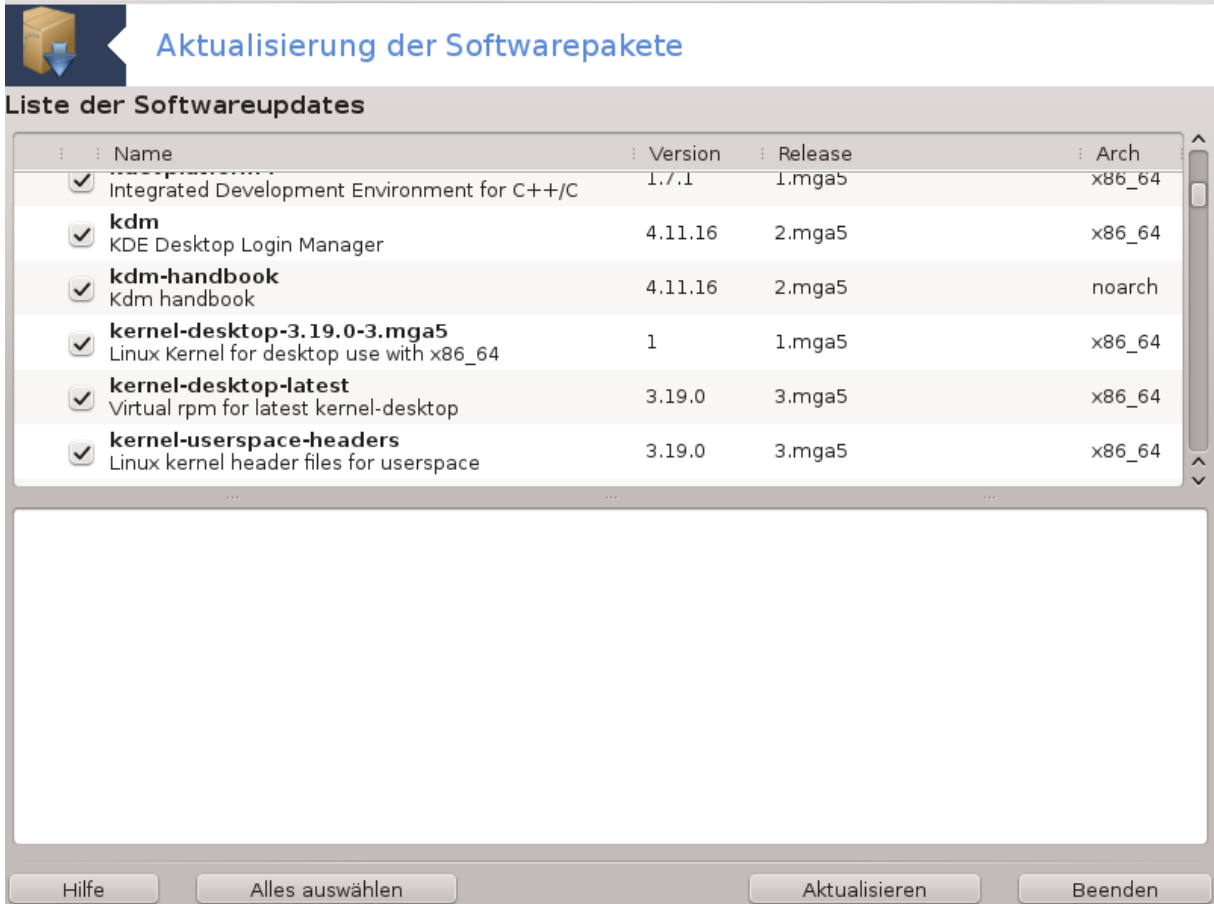 Aktualisierung der Softwarepakete
Liste der Softwareupdates
Name Version Release Arch
Integrated Development Environment for C++/C 1.7.1 1.mga5 x86_64
kdm
KDE Desktop Login Manager 4.11.16 2.mga5 x86_64
kdm-handbook
Kdm handbook 4.11.16 2.mga5 noarch
kernel-desktop-3.19.0-3.mga5
Linux Kernel for desktop use with x86_64 1 1.mga5 x86_64
kernel-desktop-latest
Virtual rpm for latest kernel-desktop 3.19.0 3.mga5 x86_64
kernel-userspace-headers
Linux kernel header files for userspace 3.19.0 3.mga5 x86_64
Hilfe Alles auswählen Aktualisieren Beenden